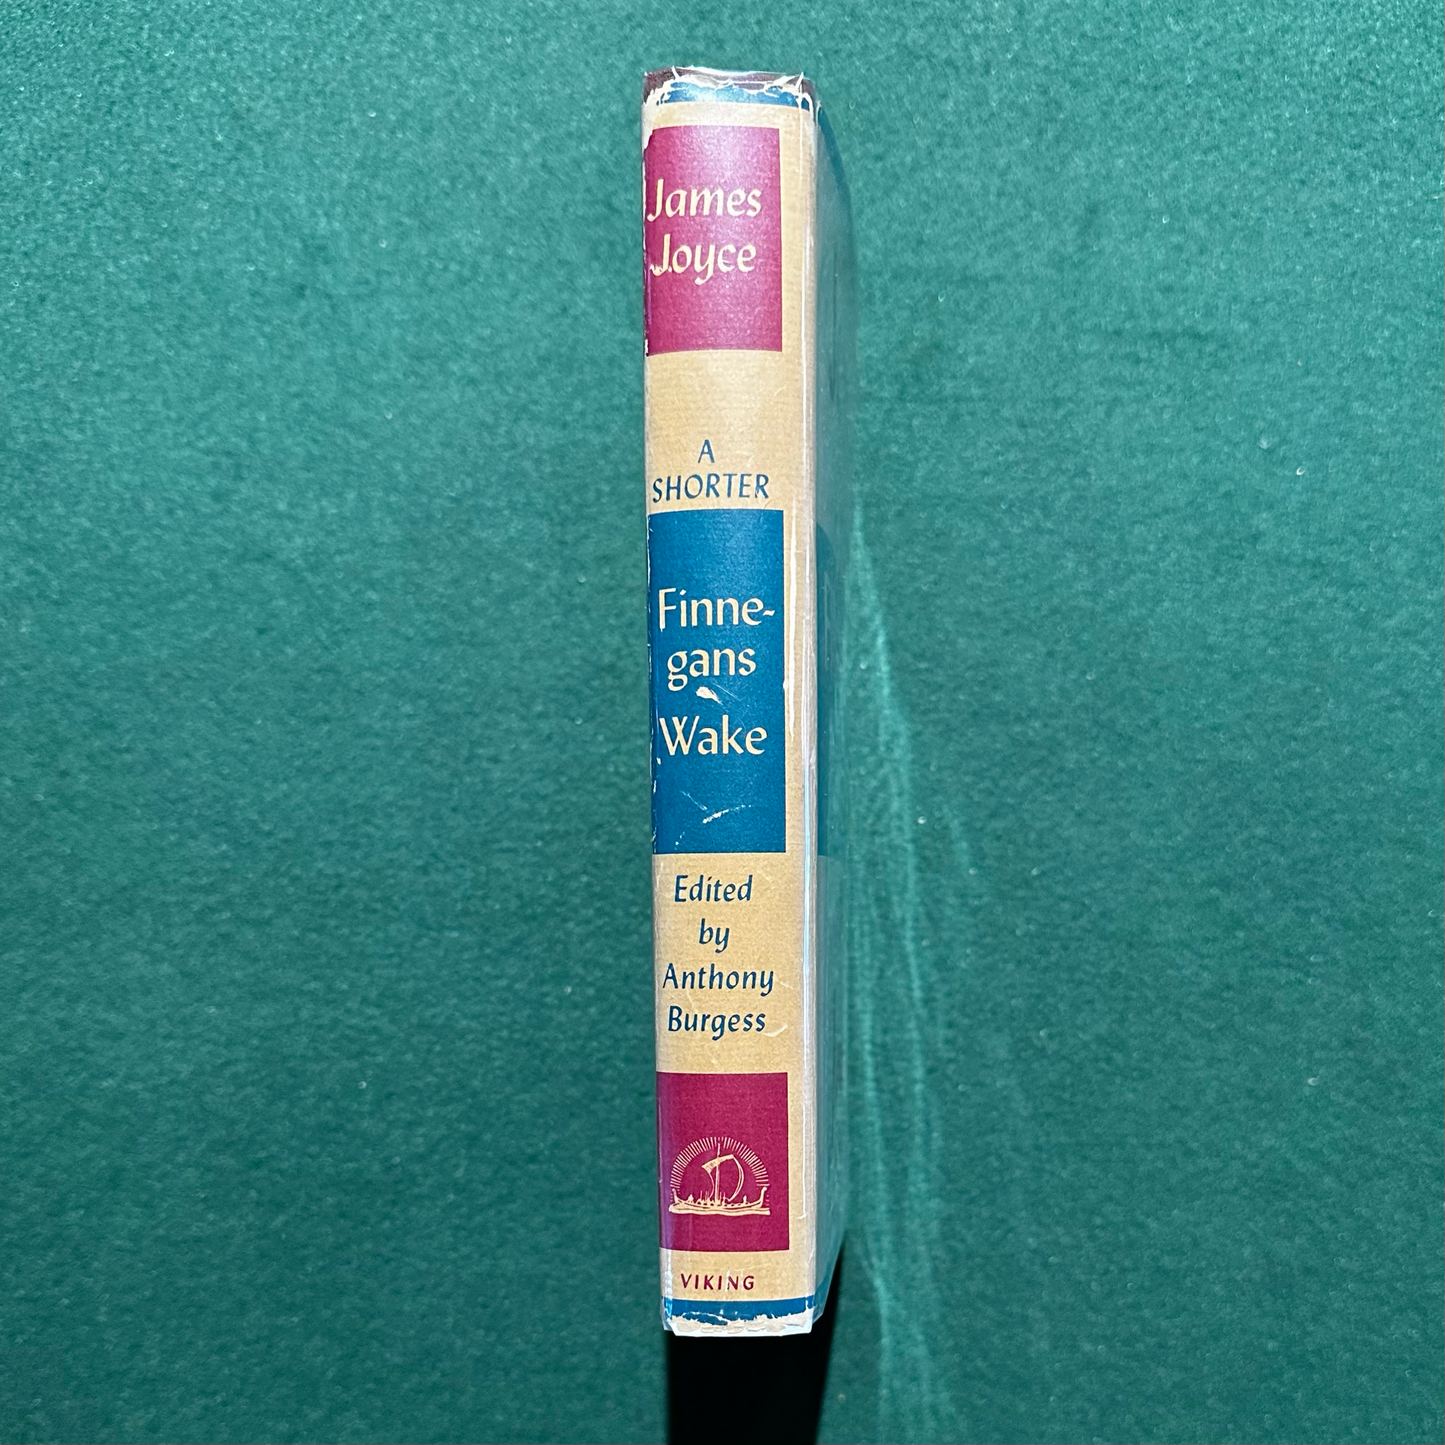 James
Joyce
A
SHORTER
Finne-
gans
Wake
Edited
by
Anthony
Burgess
VIKING